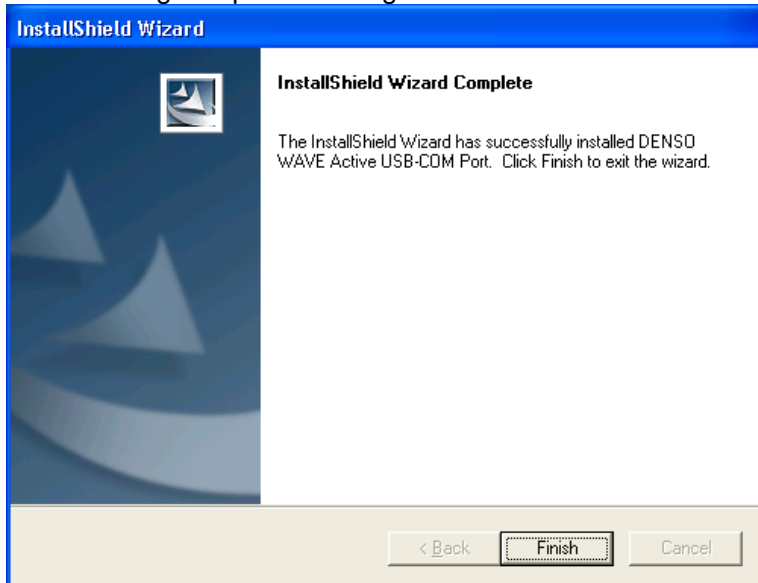 InstallShield Wizard
InstallShield Wizard Complete
The InstallShield Wizard has successfully installed DENSO
WAVE Active USB-COM Port. Click Finish to exit the wizard.
< Back
Finish
Cancel